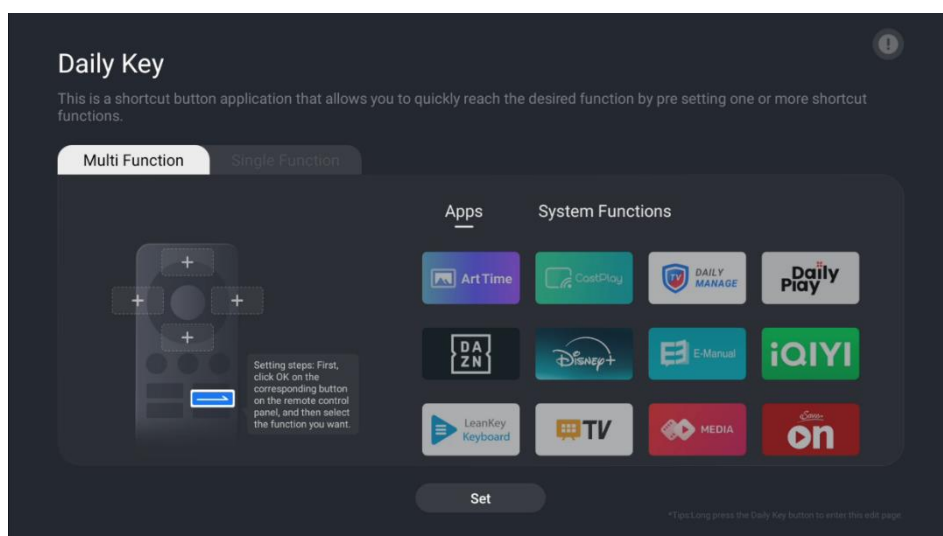 Daily Key
This is a shortcut button application that allows you to quickly reach the desired function by pre setting one or more shortcut
functions.
Multi Function
Single Function
Apps
System Functions
Art Time
CastPlay
TV
DAILY
MANAGE
Daily
Play
Setting steps: First,
click OK on the
corresponding button
on the remote control
panel, and then select
the function you want.
DA
ZN
Disney+
E-Manual
iQIYI
LeanKey
Keyboard
TV
MEDIA
on
Set
*Tips:Long press the Daily Key button to enter this edit page.